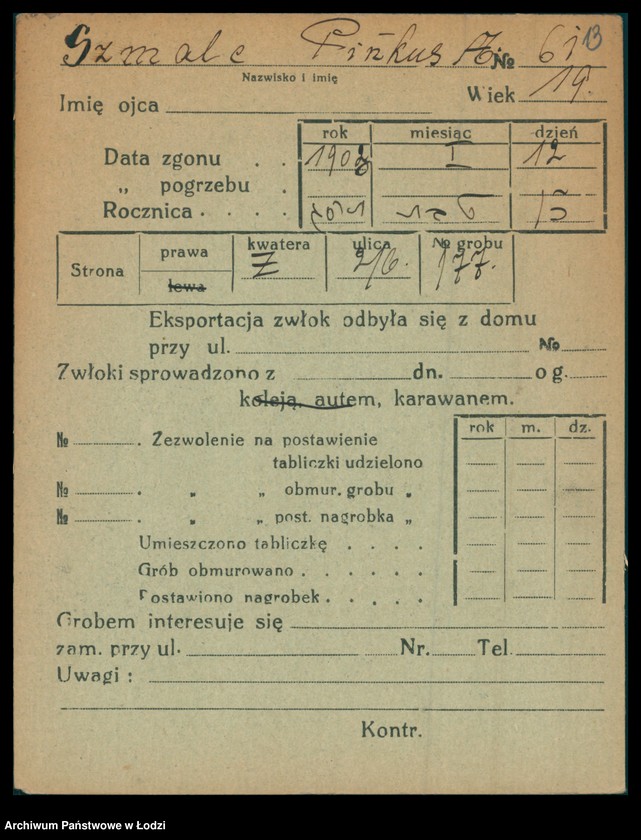 Szmalc Pinkus A. № 61 13
Nazwisko i imię
Imię ojca Wiek 19.
rok miesiąc dzień
Data zgonu . . I 12
„ pogrzebu .
Rocznica . . . .
Strona prawa lewa kwatera Z ulica 2/6. № grobu 177.
Eksportacja zwłok odbyła się z domu
przy ul. №
Zwłoki sprowadzono z dn. o g.
koleją, autem, karawanem.
rok m. dz.
№ . Zezwolenie na postawienie
tabliczki udzielono
№ . „ „ obmur. grobu „
№ „ „ post. nagrobka „
Umieszczono tabliczkę . . . .
Grób obmurowano . . . . . .
Postawiono nagrobek . . . . .
Grobem interesuje się
zam. przy ul. Nr. Tel.
Uwagi :
Kontr.
Archiwum Państwowe w Łodzi